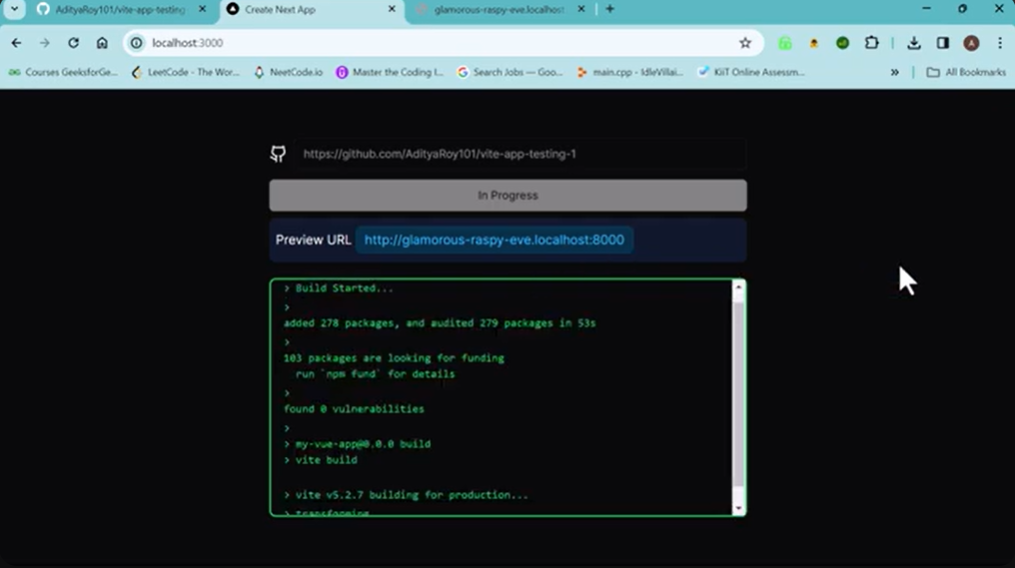 AdityaRoy101/vite-app-testing
Create Next App
glamorous-raspy-eve.localhost
localhost:3000
A
Courses GeeksforGe...
LeetCode - The Wor...
NeetCode.io
Master the Coding I...
Search Jobs — Goo...
main.cpp - IdleVillai...
KiiT Online Assessm...
All Bookmarks
https://github.com/AdityaRoy101/vite-app-testing-1
In Progress
Preview URL http://glamorous-raspy-eve.localhost:8000
> Build Started...
>
added 278 packages, and audited 279 packages in 53s
>
103 packages are looking for funding
run `npm fund` for details
>
found 0 vulnerabilities
>
> my-vue-app@0.0.0 build
> vite build
> vite v5.2.7 building for production...
> transforming